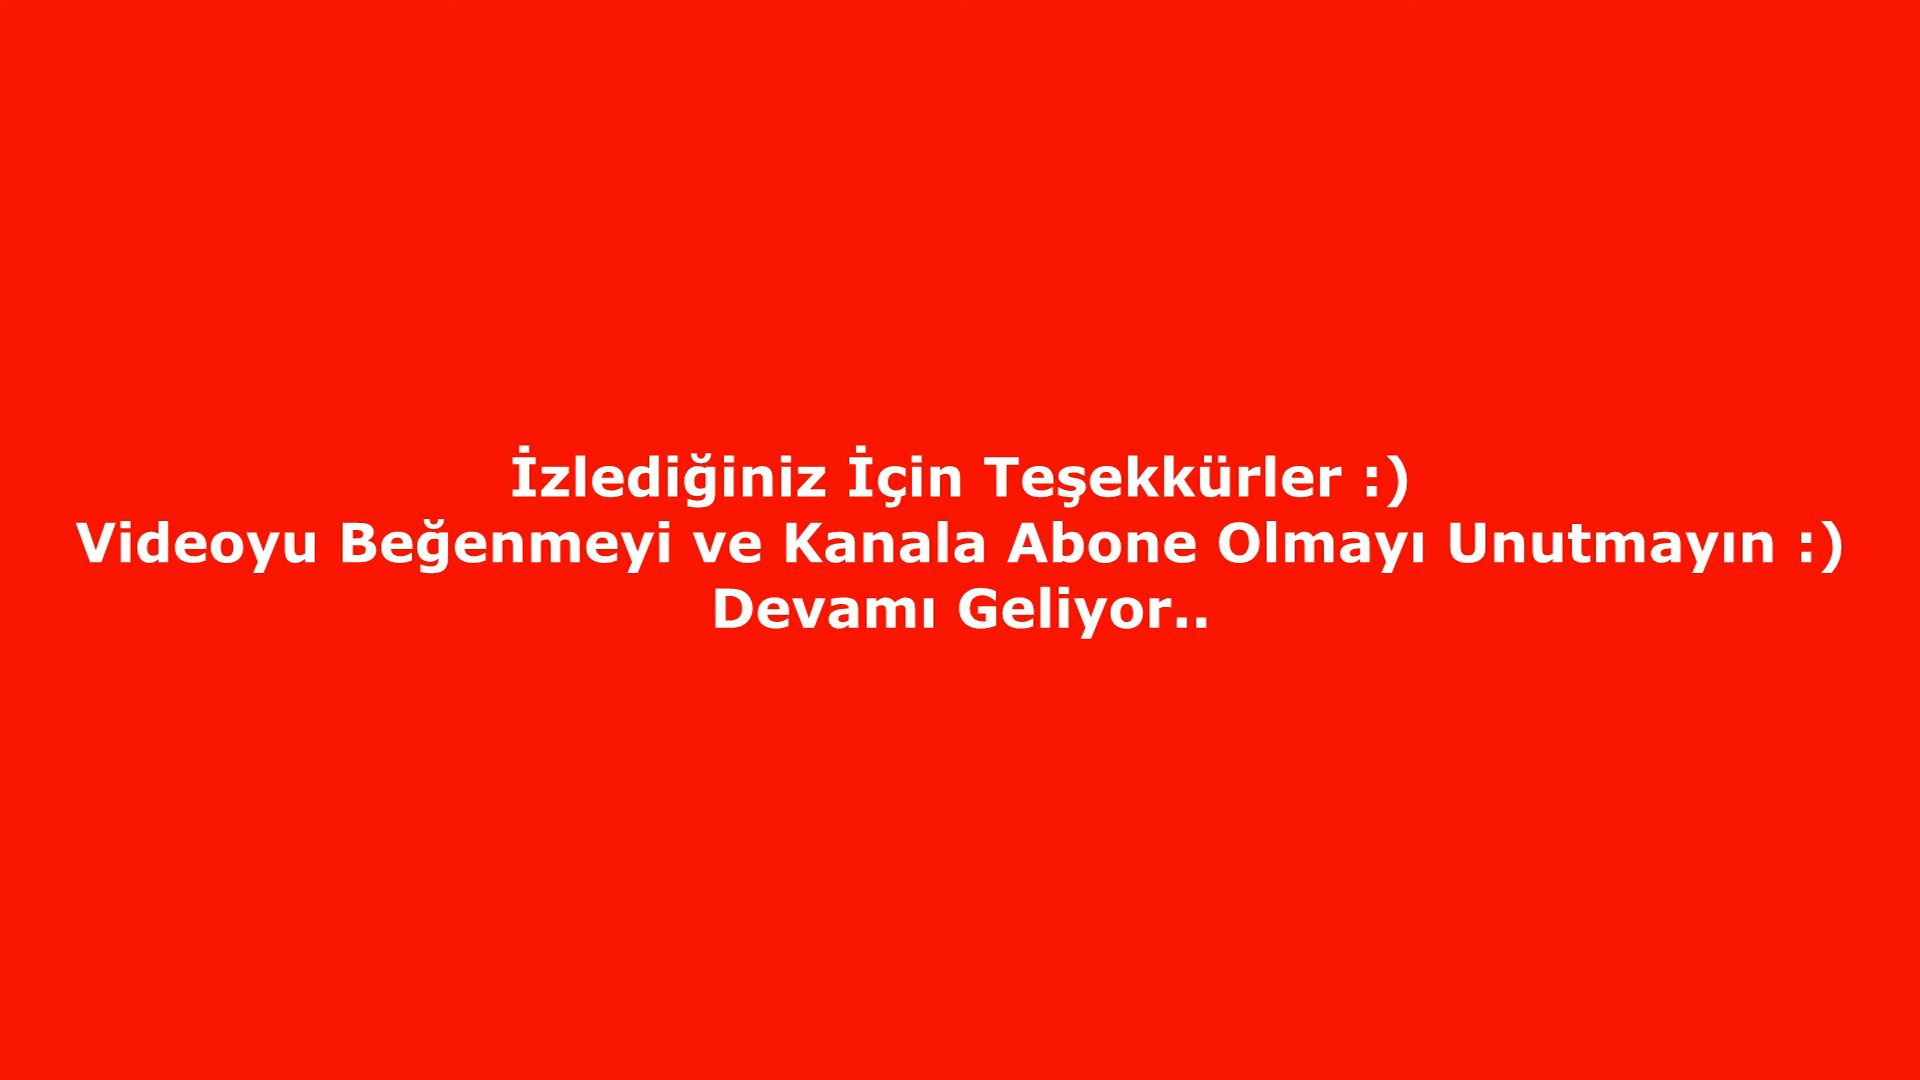 İzlediğiniz İçin Teşekkürler :)
Videoyu Beğenmeyi ve Kanala Abone Olmayı Unutmayın :)
Devamı Geliyor..